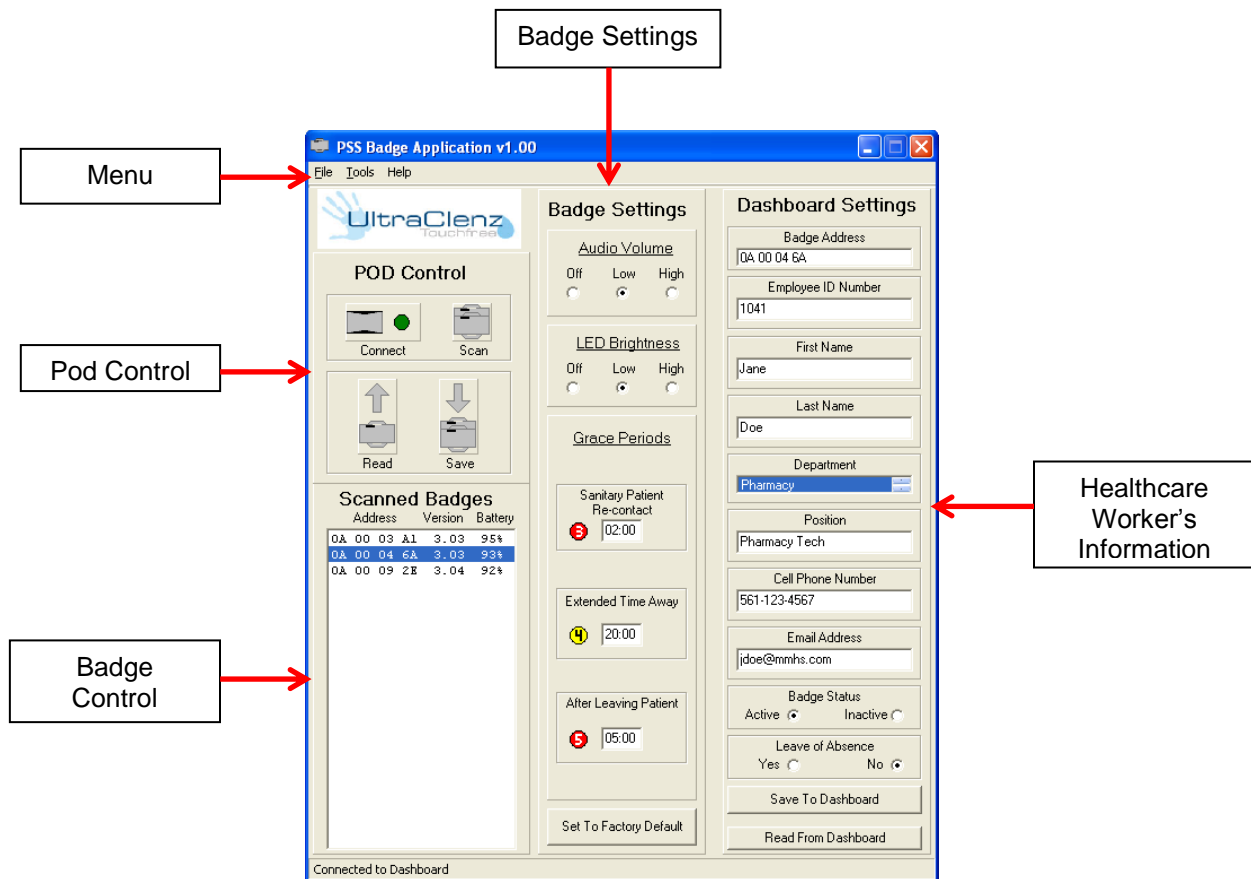 Badge Settings
Menu
Pod Control
Badge
Control
Healthcare
Worker's
Information
PSS Badge Application v1.00
File Tools Help
UltraClenz
Touchfree
POD Control
Connect Scan
Read Save
Scanned Badges
Address Version Battery
0A 00 03 A1 3.03 95%
0A 00 04 6A 3.03 93%
0A 00 09 2E 3.04 92%
Badge Settings
Audio Volume
Off Low High
LED Brightness
Off Low High
Grace Periods
Sanitary Patient
Re-contact
3 02:00
Extended Time Away
4 20:00
After Leaving Patient
5 05:00
Set To Factory Default
Dashboard Settings
Badge Address
0A 00 04 6A
Employee ID Number
1041
First Name
Jane
Last Name
Doe
Department
Pharmacy
Position
Pharmacy Tech
Cell Phone Number
561-123-4567
Email Address
jdoe@mmhs.com
Badge Status
Active Inactive
Leave of Absence
Yes No
Save To Dashboard
Read From Dashboard
Connected to Dashboard